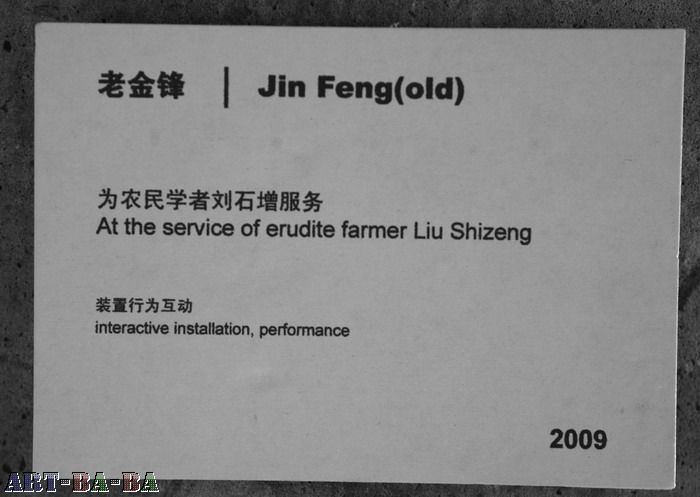 老金锋 | Jin Feng(old)
为农民学者刘石增服务
At the service of erudite farmer Liu Shizeng
装置行为互动
interactive installation, performance
2009
ART-BA-BA